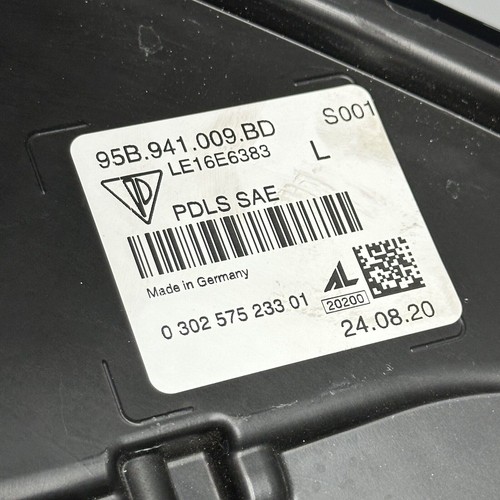 95B.941.009.BD
S001
LE16E6383
L
PDLS SAE
Made in Germany
0 302 575 233 01
AL
20200
24.08.20